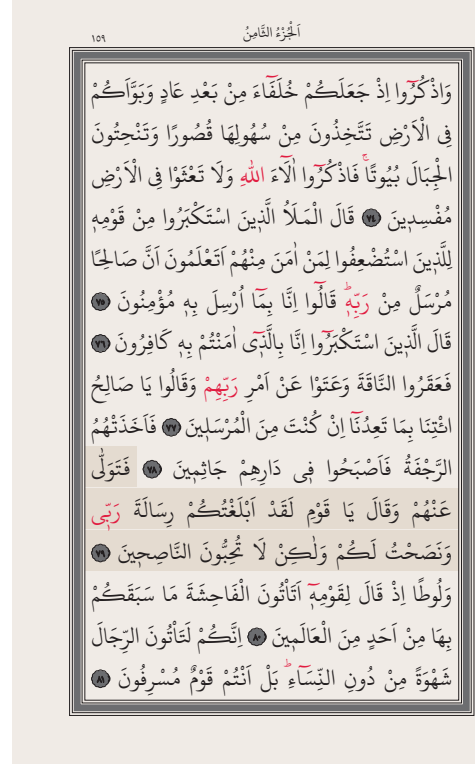 ١٥٩ اَلْجُزْءُ الثَّامِنُ
وَاذْكُرُٓوا اِذْ جَعَلَكُمْ خُلَفَٓاءَ مِنْ بَعْدِ عَادٍ وَبَوَّاَكُمْ
فِي الْاَرْضِ تَتَّخِذُونَ مِنْ سُهُولِهَا قُصُورًا وَتَنْحِتُونَ
الْجِبَالَ بُيُوتًاۚ فَاذْكُرُٓوا اٰلَٓاءَ اللهِ وَلَا تَعْثَوْا فِي الْاَرْضِ
مُفْسِدٖينَ ٧٤ قَالَ الْمَلَاُ الَّذٖينَ اسْتَكْبَرُوا مِنْ قَوْمِهٖ
لِلَّذٖينَ اسْتُضْعِفُوا لِمَنْ اٰمَنَ مِنْهُمْ اَتَعْلَمُونَ اَنَّ صَالِحًا
مُرْسَلٌ مِنْ رَبِّهٖؕ قَالُٓوا اِنَّا بِمَٓا اُرْسِلَ بِهٖ مُؤْمِنُونَ ٧٥
قَالَ الَّذٖينَ اسْتَكْبَرُٓوا اِنَّا بِالَّذٖٓى اٰمَنْتُمْ بِهٖ كَافِرُونَ ٧٦
فَعَقَرُوا النَّاقَةَ وَعَتَوْا عَنْ اَمْرِ رَبِّهِمْ وَقَالُوا يَا صَالِحُ
ائْتِنَا بِمَا تَعِدُنَٓا اِنْ كُنْتَ مِنَ الْمُرْسَلٖينَ ٧٧ فَاَخَذَتْهُمُ
الرَّجْفَةُ فَاَصْبَحُوا فٖى دَارِهِمْ جَاثِمٖينَ ٧٨ فَتَوَلّٰى
عَنْهُمْ وَقَالَ يَا قَوْمِ لَقَدْ اَبْلَغْتُكُمْ رِسَالَةَ رَبّٖى
وَنَصَحْتُ لَكُمْ وَلٰكِنْ لَا تُحِبُّونَ النَّاصِحٖينَ ٧٩
وَلُوطًا اِذْ قَالَ لِقَوْمِهٖٓ اَتَاْتُونَ الْفَاحِشَةَ مَا سَبَقَكُمْ
بِهَا مِنْ اَحَدٍ مِنَ الْعَالَمٖينَ ٨٠ اِنَّكُمْ لَتَاْتُونَ الرِّجَالَ
شَهْوَةً مِنْ دُونِ النِّسَٓاءِؕ بَلْ اَنْتُمْ قَوْمٌ مُسْرِفُونَ ٨١